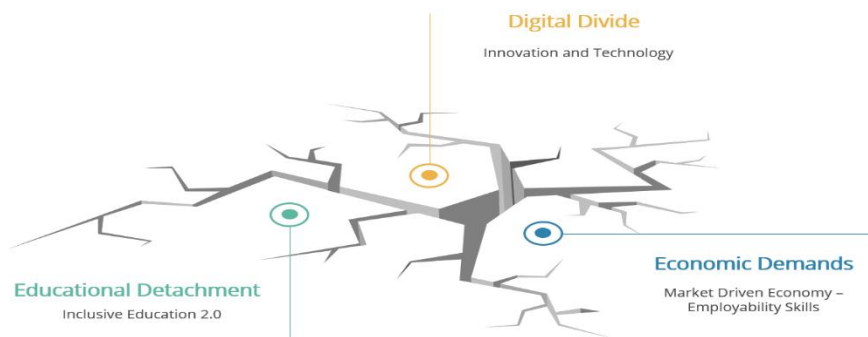 Digital Divide
Innovation and Technology
Economic Demands
Market Driven Economy –
Employability Skills
Educational Detachment
Inclusive Education 2.0